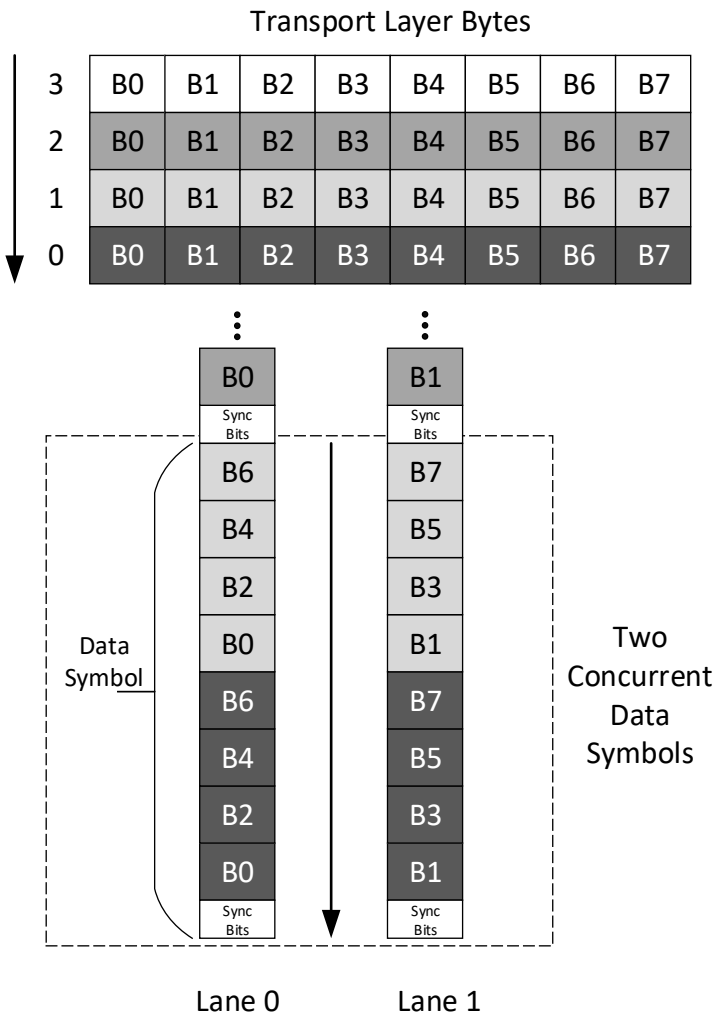 Transport Layer Bytes
3 B0 B1 B2 B3 B4 B5 B6 B7
2 B0 B1 B2 B3 B4 B5 B6 B7
1 B0 B1 B2 B3 B4 B5 B6 B7
0 B0 B1 B2 B3 B4 B5 B6 B7
B0 B1
Sync Sync
Bits Bits
B6 B7
B4 B5
B2 B3
B0 B1
B6 B7
B4 B5
B2 B3
B0 B1
Sync Sync
Bits Bits
Data
Symbol
Two
Concurrent
Data
Symbols
Lane 0 Lane 1